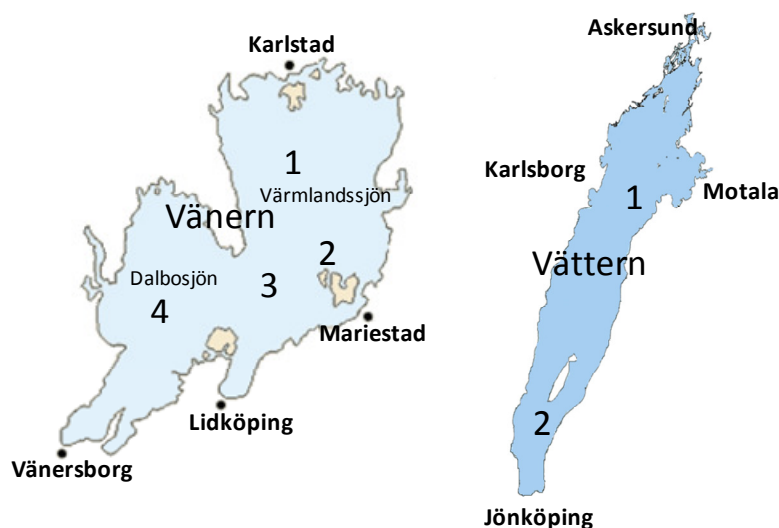 Karlstad
1
Värmlandssjön
Vänern
2
Dalbosjön
3
4
Mariestad
Lidköping
Vänersborg
Askersund
Karlsborg
1
Motala
Vättern
2
Jönköping